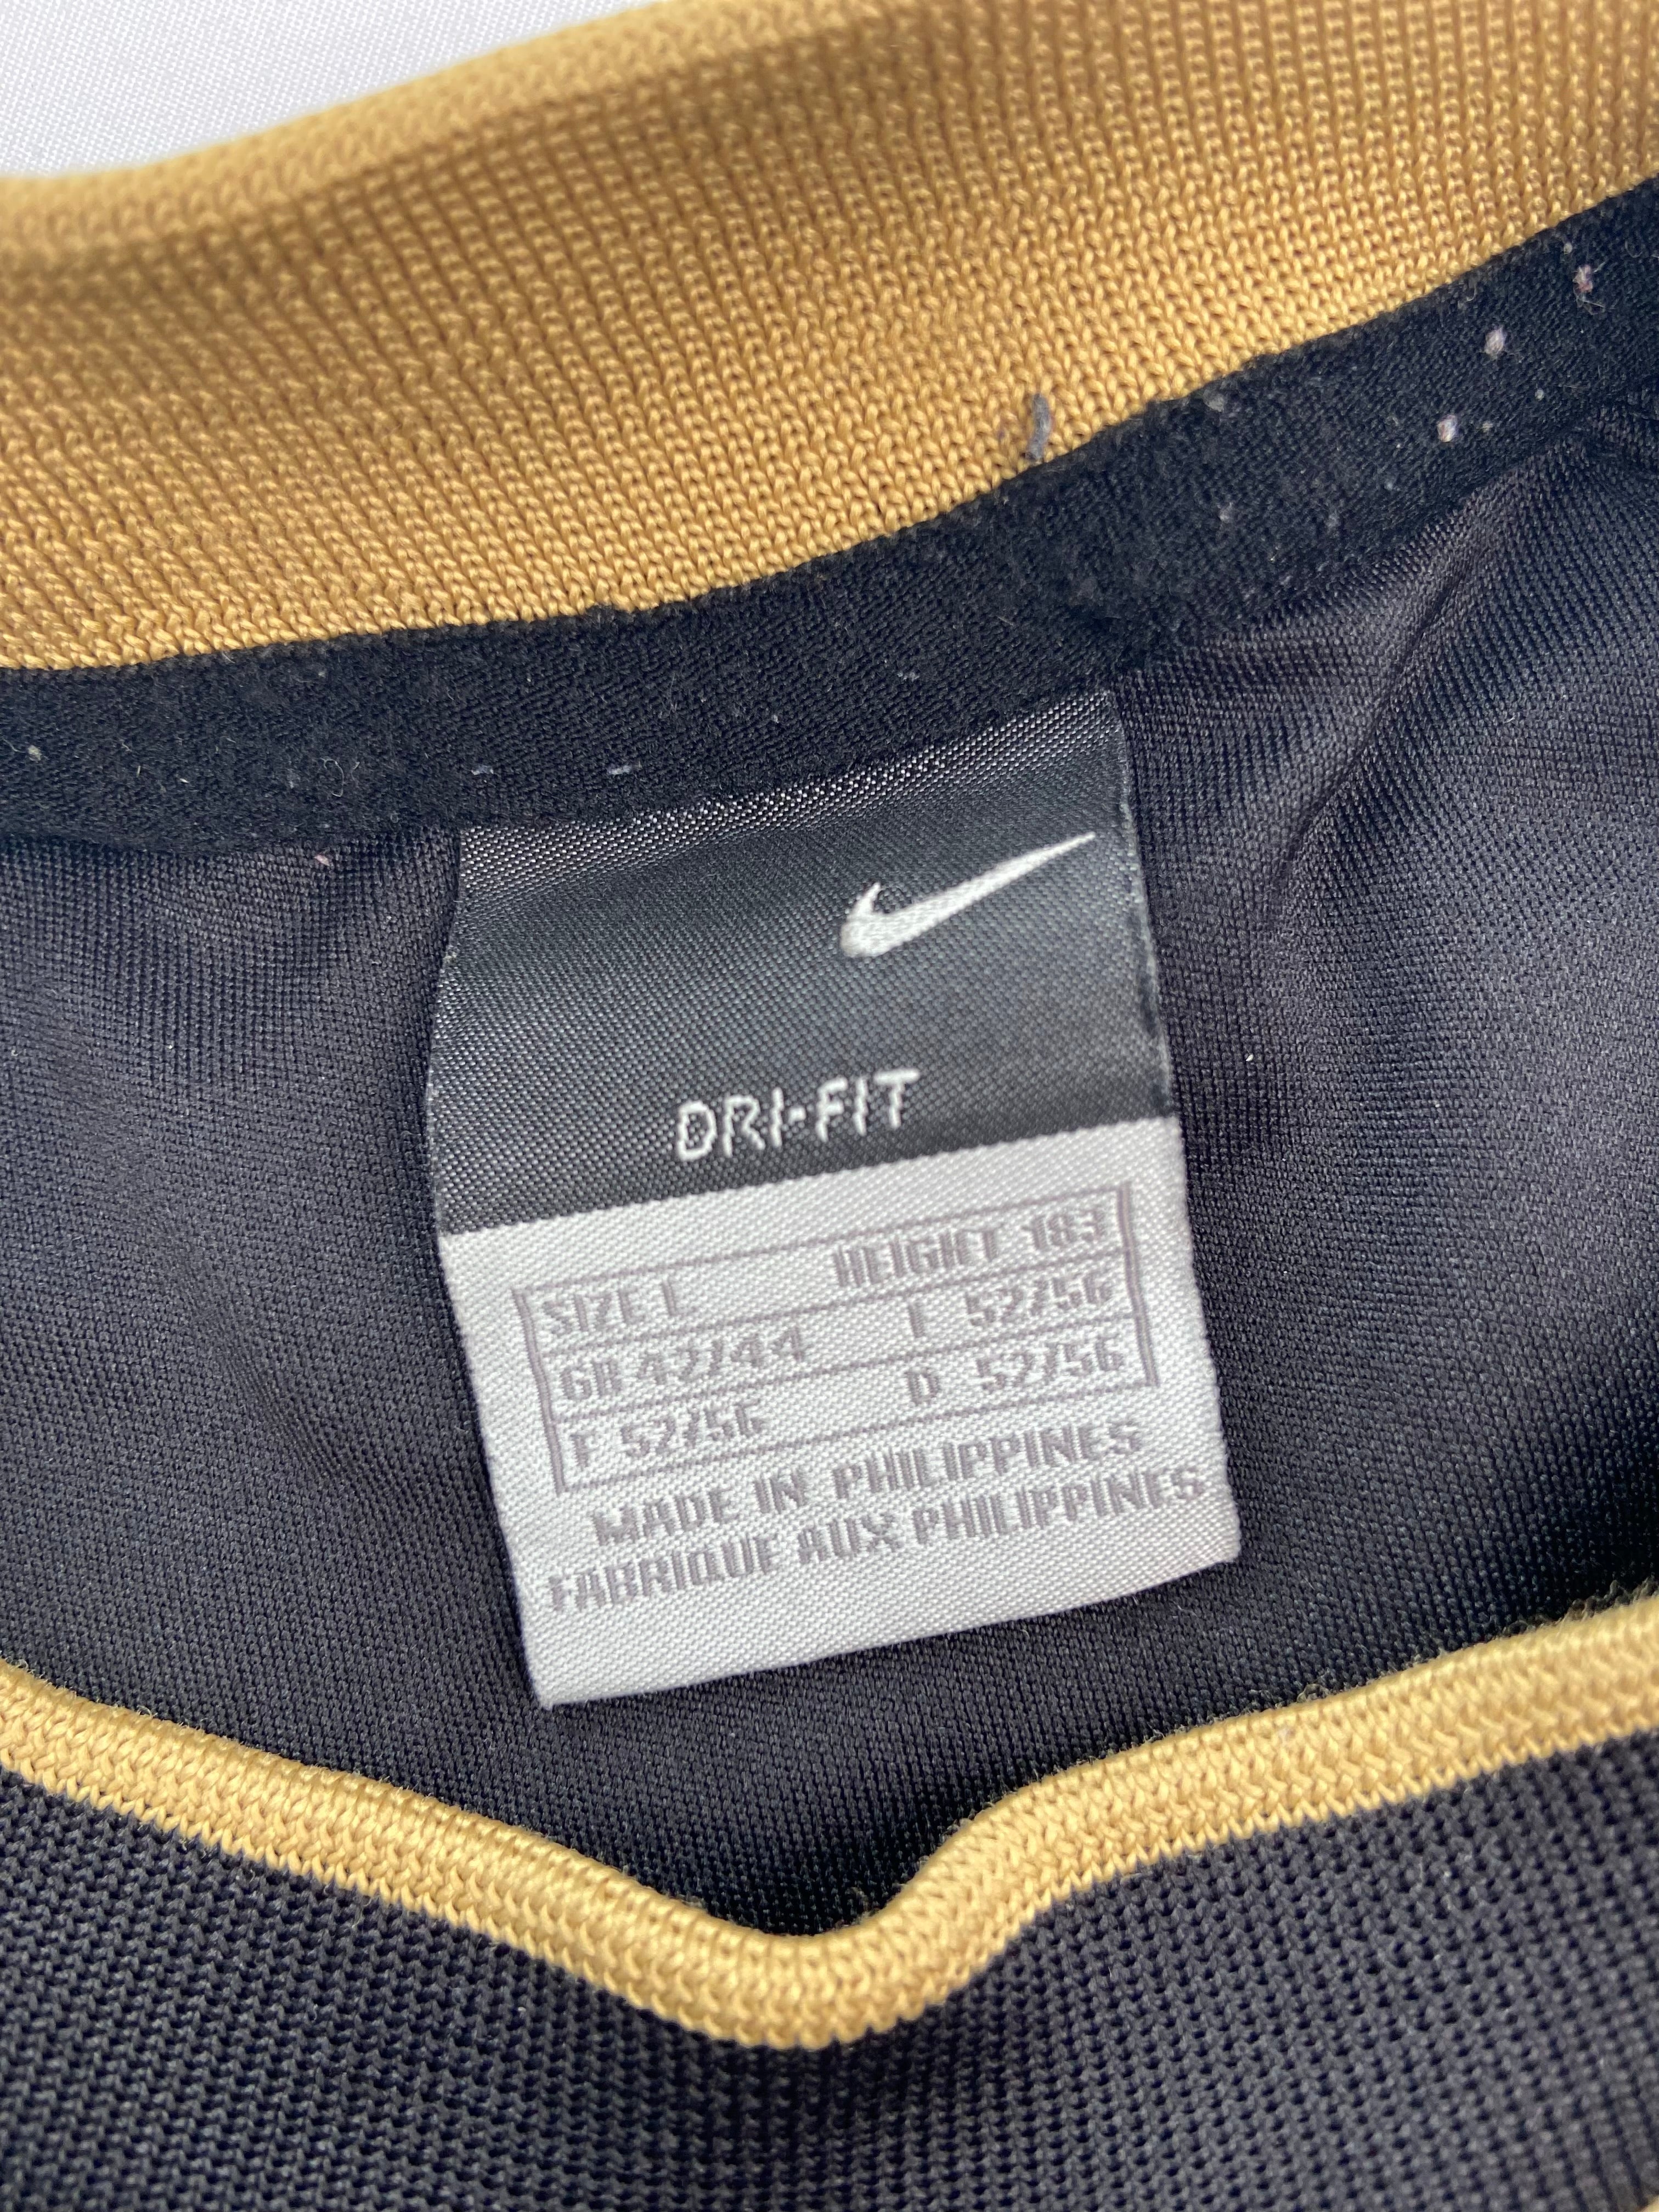 DRI-FIT
SIZE L HEIGHT 183
GB 42/44 I 52/56
F 52/56 D 52/56
MADE IN PHILIPPINES
FABRIQUE AUX PHILIPPINES